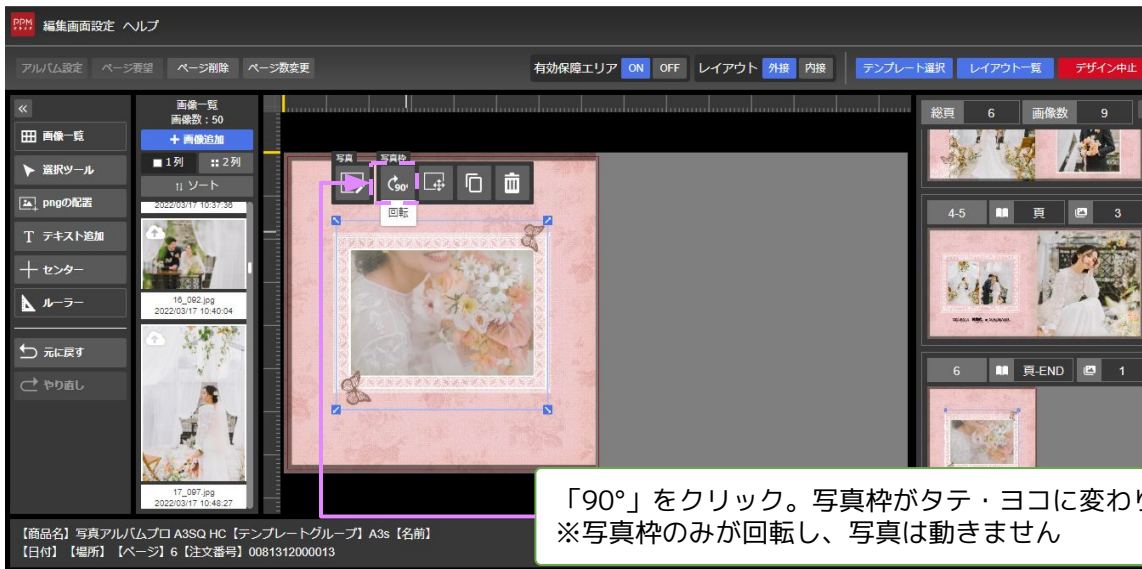 PPM 編集画面設定 ヘルプ
アルバム設定 ページ要望 ページ削除 ページ数変更 有効保障エリア ON OFF レイアウト 外接 内接 テンプレート選択 レイアウト一覧 デザイン中止
«
画像一覧
選択ツール
pngの配置
T テキスト追加
センター
ルーラー
元に戻す
やり直し
画像一覧
画像数：50
+ 画像追加
1列 2列
ソート
2022/03/17 10:37:36
16_092.jpg
2022/03/17 10:40:04
17_097.jpg
2022/03/17 10:48:27
写真 写真枠
90°
回転
総頁 6 画像数 9
4-5 頁 3
6 頁-END 1
「90°」をクリック。写真枠がタテ・ヨコに変わり
※写真枠のみが回転し、写真は動きません
【商品名】写真アルバムプロ A3SQ HC【テンプレートグループ】A3s【名前】
【日付】【場所】【ページ】6【注文番号】0081312000013